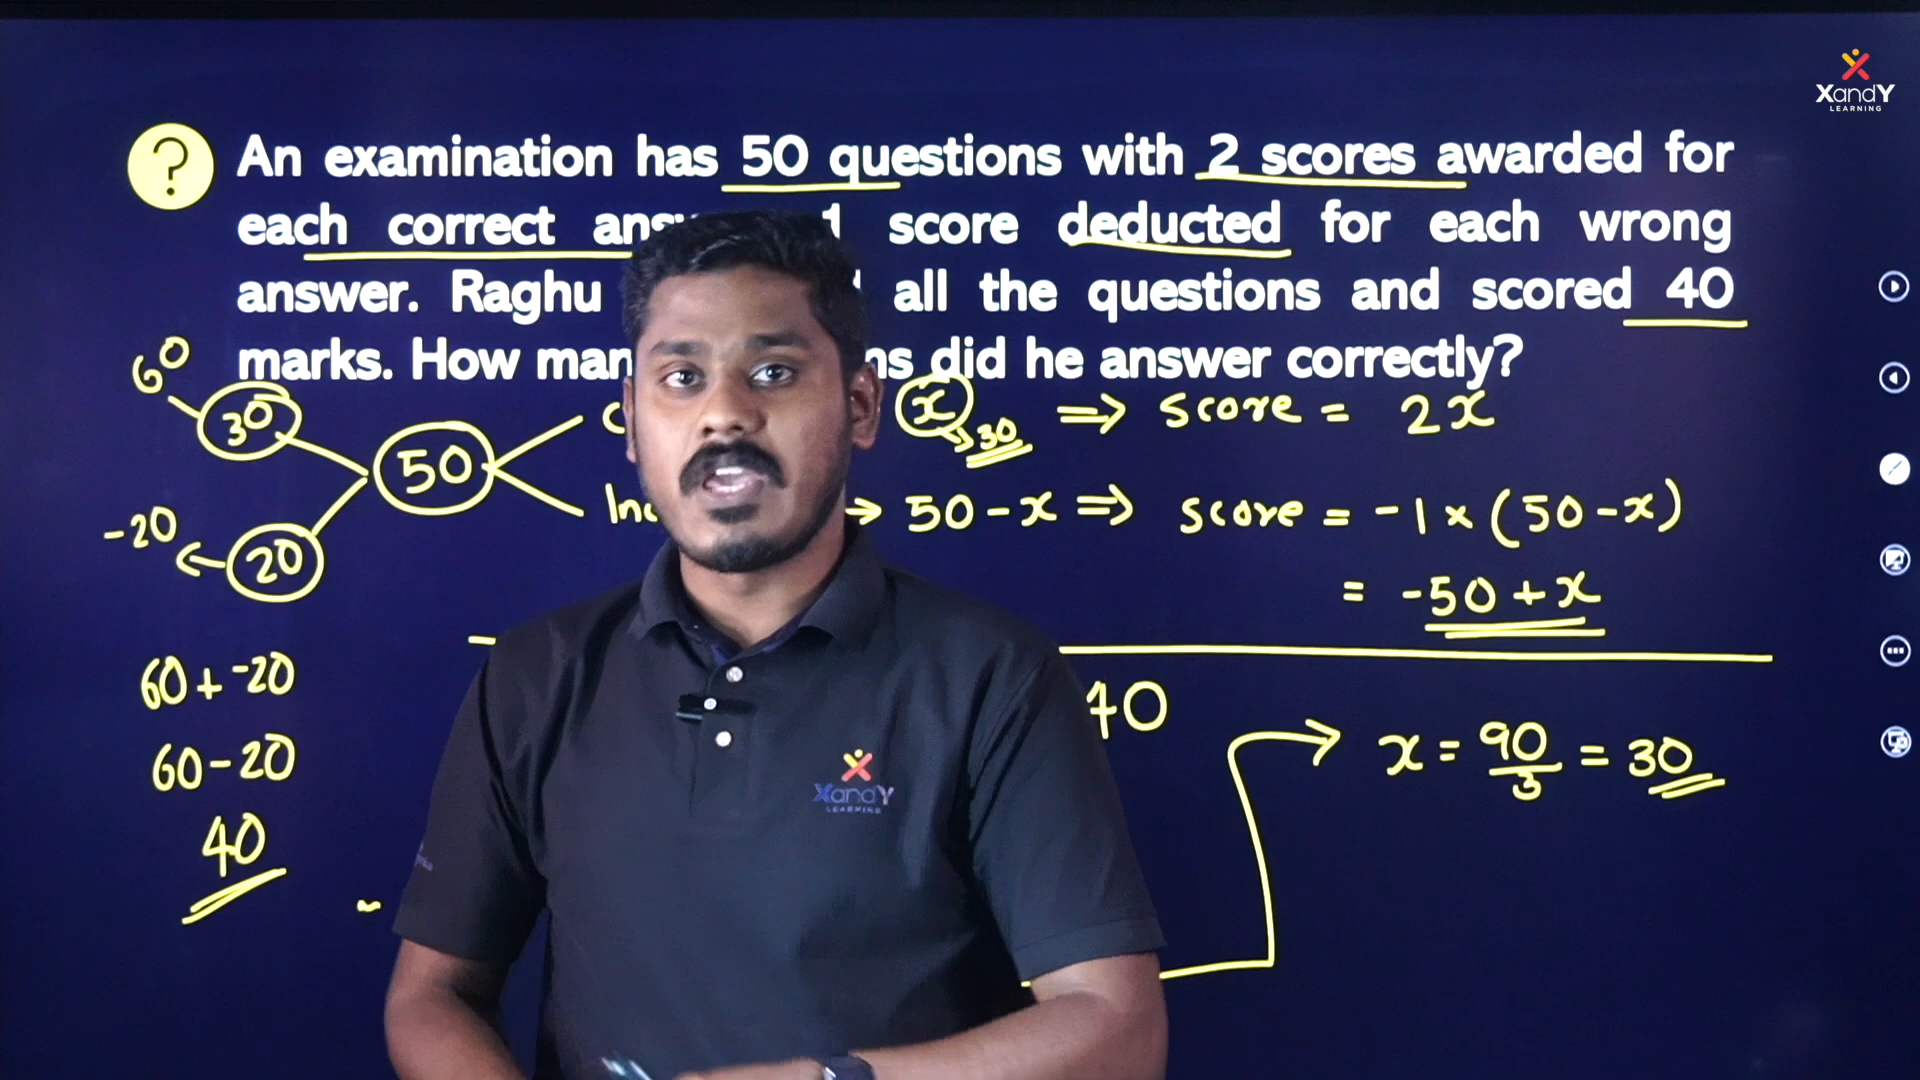 XandY
LEARNING
? An examination has 50 questions with 2 scores awarded for
each correct 1 score deducted for each wrong
answer. Raghu all the questions and scored 40
marks. How did he answer correctly?
60
30
50
x
30
⇒ score = 2x
-20
20
→ 50 - x ⇒ score = -1 × (50 - x)
= -50 + x
60 + -20
60 - 20
40
40
x = 90/3 = 30
XandY
LEARNING